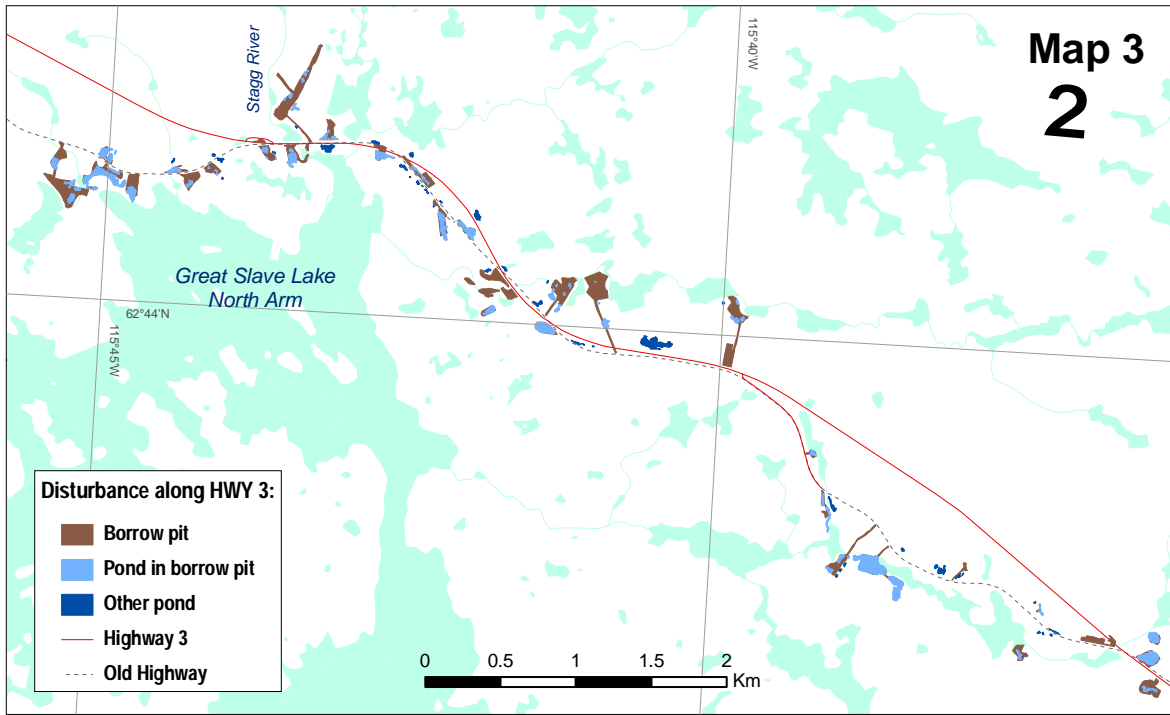 Map 3
2
Stagg River
115°40'W
Great Slave Lake
North Arm
62°44'N
115°45'W
Disturbance along HWY 3:
Borrow pit
Pond in borrow pit
Other pond
Highway 3
Old Highway
0 0.5 1 1.5 2
Km